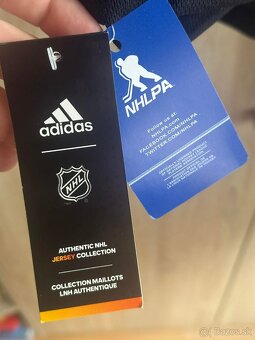 adidas
NHL
AUTHENTIC NHL
JERSEY COLLECTION
COLLECTION MAILLOTS
LNH AUTHENTIQUE
NHLPA
Follow us at:
NHLPA.COM
FACEBOOK.COM/NHLPA
TWITTER.COM/NHLPA
Bazos.sk